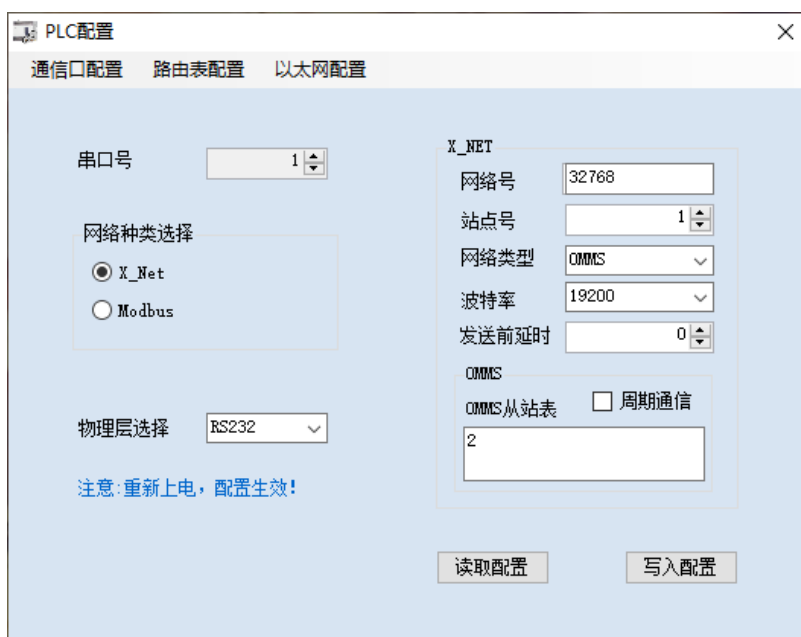 PLC配置
通信口配置 路由表配置 以太网配置
串口号 1
网络种类选择
X_Net
Modbus
物理层选择 RS232
注意:重新上电，配置生效!
X_NET
网络号 32768
站点号 1
网络类型 OMMS
波特率 19200
发送前延时 0
OMMS
OMMS从站表 周期通信
2
读取配置 写入配置